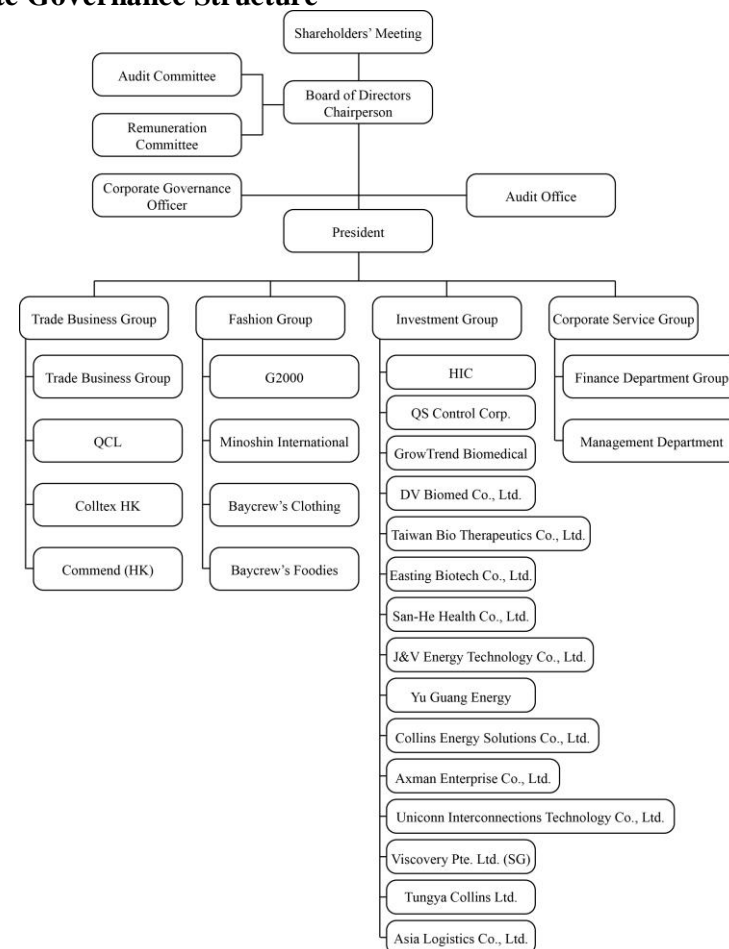 Governance Structure
Shareholders' Meeting
Audit Committee
Board of Directors
Chairperson
Remuneration
Committee
Corporate Governance
Officer
Audit Office
President
Trade Business Group
Fashion Group
Investment Group
Corporate Service Group
Trade Business Group
G2000
HIC
Finance Department Group
QS Control Corp.
QCL
Minoshin International
GrowTrend Biomedical
Management Department
DV Biomed Co., Ltd.
Colltex HK
Baycrew's Clothing
Taiwan Bio Therapeutics Co., Ltd.
Commend (HK)
Baycrew's Foodies
Easting Biotech Co., Ltd.
San-He Health Co., Ltd.
J&V Energy Technology Co., Ltd.
Yu Guang Energy
Collins Energy Solutions Co., Ltd.
Axman Enterprise Co., Ltd.
Uniconn Interconnections Technology Co., Ltd.
Viscovery Pte. Ltd. (SG)
Tungya Collins Ltd.
Asia Logistics Co., Ltd.